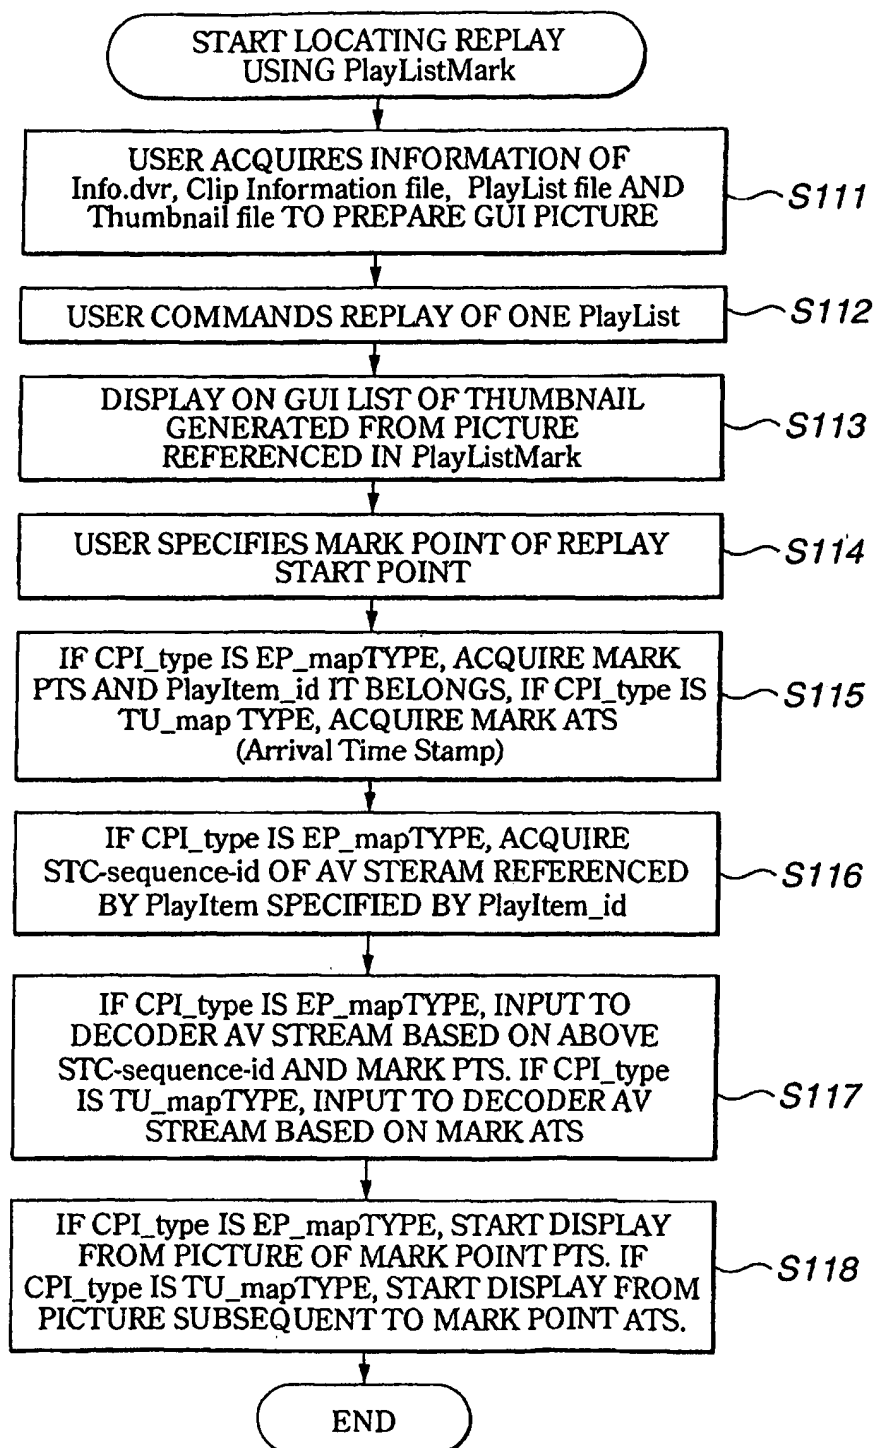 START LOCATING REPLAY
USING PlayListMark
USER ACQUIRES INFORMATION OF
Info.dvr, Clip Information file, PlayList file AND
Thumbnail file TO PREPARE GUI PICTURE
S111
USER COMMANDS REPLAY OF ONE PlayList
S112
DISPLAY ON GUI LIST OF THUMBNAIL
GENERATED FROM PICTURE
REFERENCED IN PlayListMark
S113
USER SPECIFIES MARK POINT OF REPLAY
START POINT
S114
IF CPI_type IS EP_mapTYPE, ACQUIRE MARK
PTS AND PlayItem_id IT BELONGS, IF CPI_type IS
TU_map TYPE, ACQUIRE MARK ATS
(Arrival Time Stamp)
S115
IF CPI_type IS EP_mapTYPE, ACQUIRE
STC-sequence-id OF AV STERAM REFERENCED
BY PlayItem SPECIFIED BY PlayItem_id
S116
IF CPI_type IS EP_mapTYPE, INPUT TO
DECODER AV STREAM BASED ON ABOVE
STC-sequence-id AND MARK PTS. IF CPI_type
IS TU_mapTYPE, INPUT TO DECODER AV
STREAM BASED ON MARK ATS
S117
IF CPI_type IS EP_mapTYPE, START DISPLAY
FROM PICTURE OF MARK POINT PTS. IF
CPI_type IS TU_mapTYPE, START DISPLAY FROM
PICTURE SUBSEQUENT TO MARK POINT ATS.
S118
END